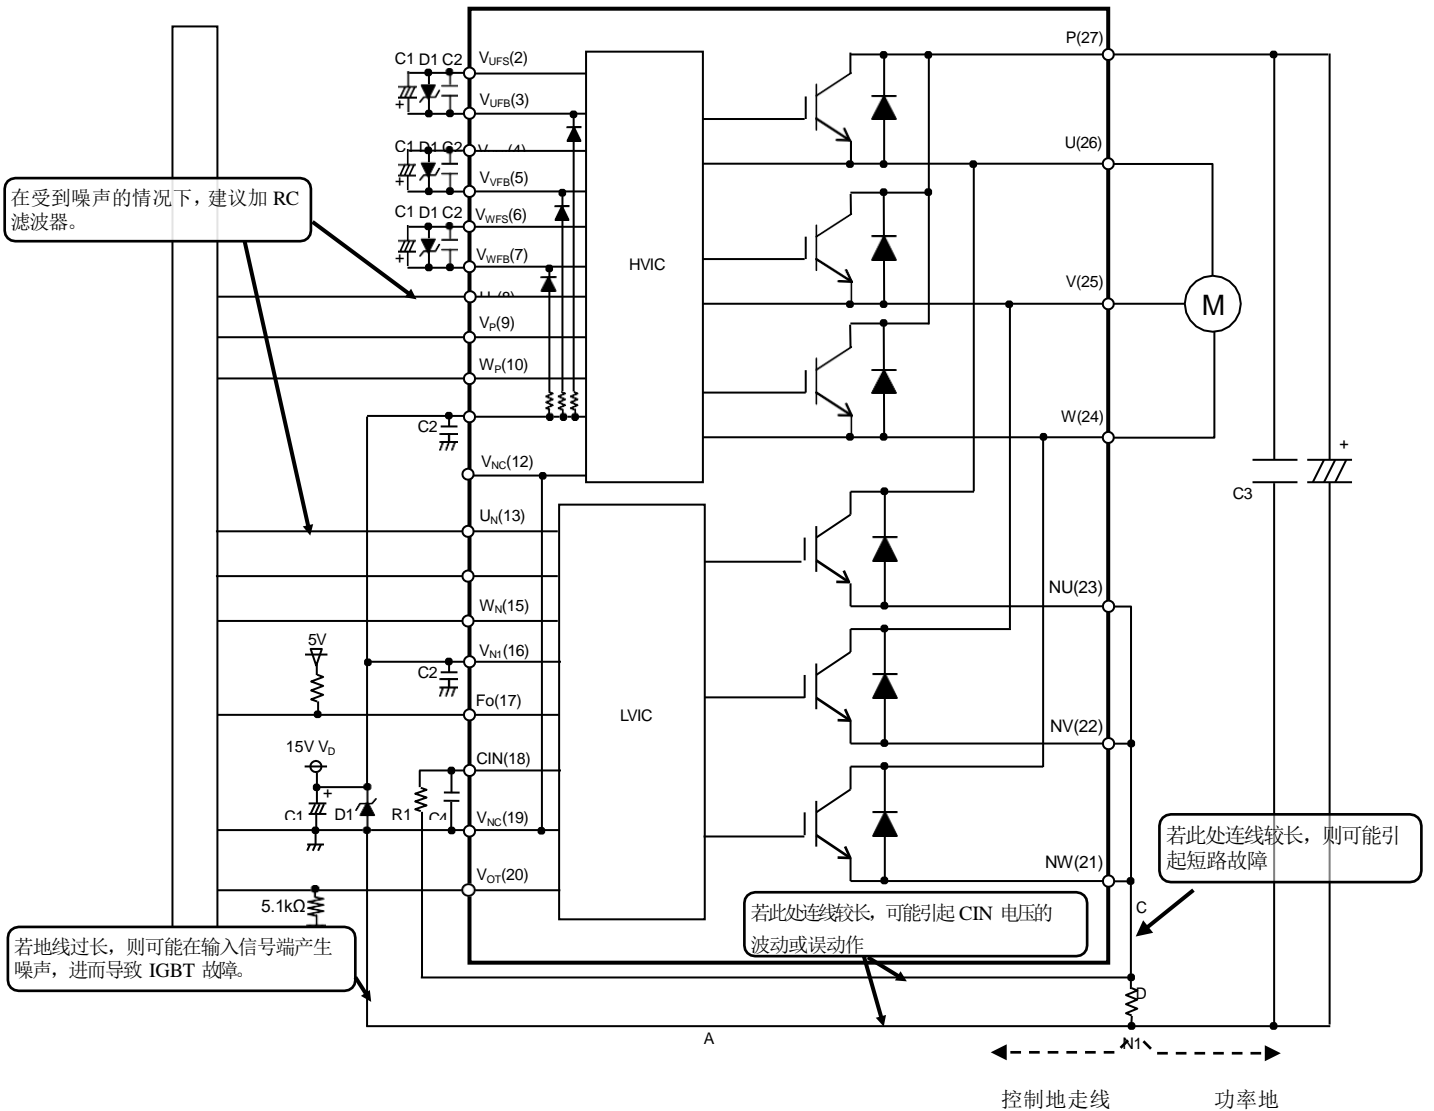 P(27)
C1 D1 C2 VUFS(2)
VUFB(3)
U(26)
C1 D1 C2
VVFB(5)
在受到噪声的情况下，建议加 RC
滤波器。
C1 D1 C2 VWFS(6)
VWFB(7)
HVIC
V(25)
M
VP(9)
WP(10)
W(24)
C2
+
VNC(12)
C3
UN(13)
NU(23)
WN(15)
5V
VN1(16)
C2
Fo(17)
LVIC
NV(22)
15V VD
CIN(18)
+
C1 D1 R1 C4
VNC(19)
若此处连线较长，则可能引
起短路故障
NW(21)
VOT(20)
5.1kΩ
若此处连线较长，可能引起 CIN 电压的
波动或误动作
C
若地线过长，则可能在输入信号端产生
噪声，进而导致 IGBT 故障。
D
A
N1
控制地走线
功率地